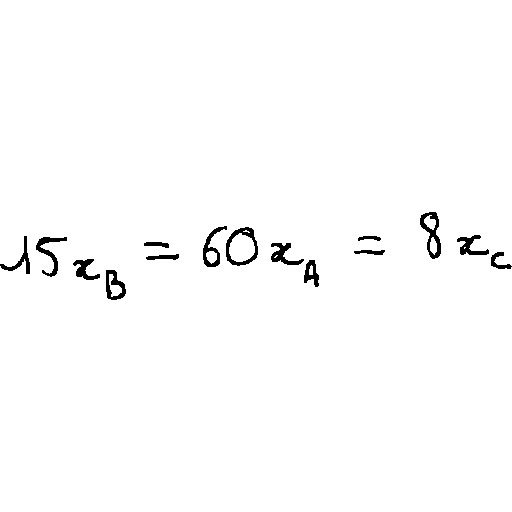 15x_B = 60x_A = 8x_C